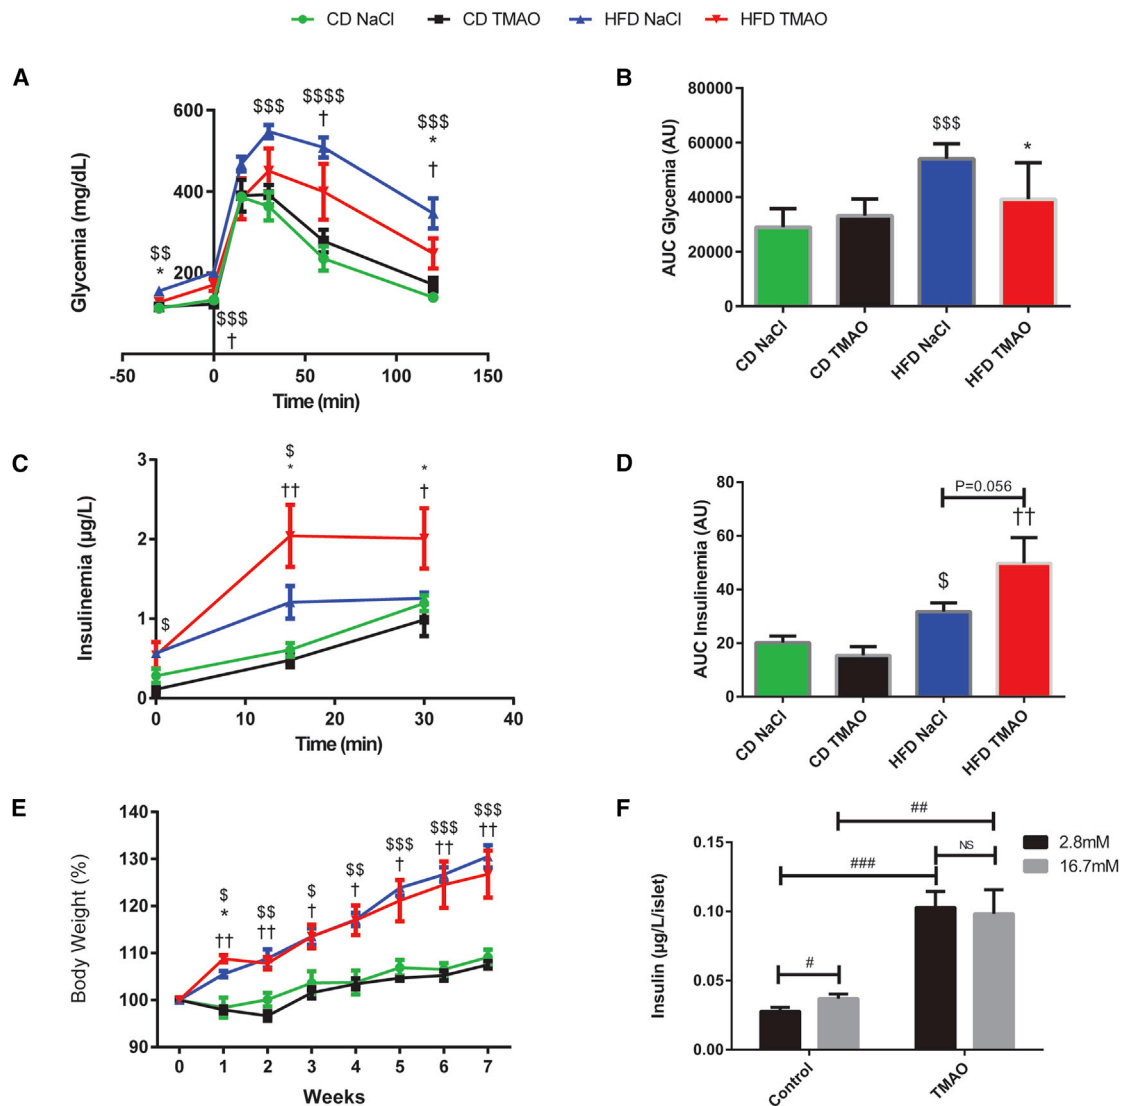 CD NaCl CD TMAO HFD NaCl HFD TMAO
A
Glycemia (mg/dL)
600
400
200
-50 0 50 100 150
Time (min)
$$
*
$$$
†
$$$
$$$$
†
$$$
*
†
B
AUC Glycemia (AU)
80000
60000
40000
20000
0
$$$
*
CD NaCl
CD TMAO
HFD NaCl
HFD TMAO
C
Insulinemia (µg/L)
3
2
1
0
0 10 20 30 40
Time (min)
$
$
*
††
*
†
D
AUC Insulinemia (AU)
80
60
40
20
0
P=0.056
$
††
CD NaCl
CD TMAO
HFD NaCl
HFD TMAO
E
Body Weight (%)
140
130
120
110
100
90
0 1 2 3 4 5 6 7
Weeks
$
*
††
$$
††
$
†
$$
†
$$$
†
$$$
††
$$$
††
F
Insulin (µg/L/islet)
0.15
0.10
0.05
0.00
##
###
NS
#
2.8mM
16.7mM
Control
TMAO